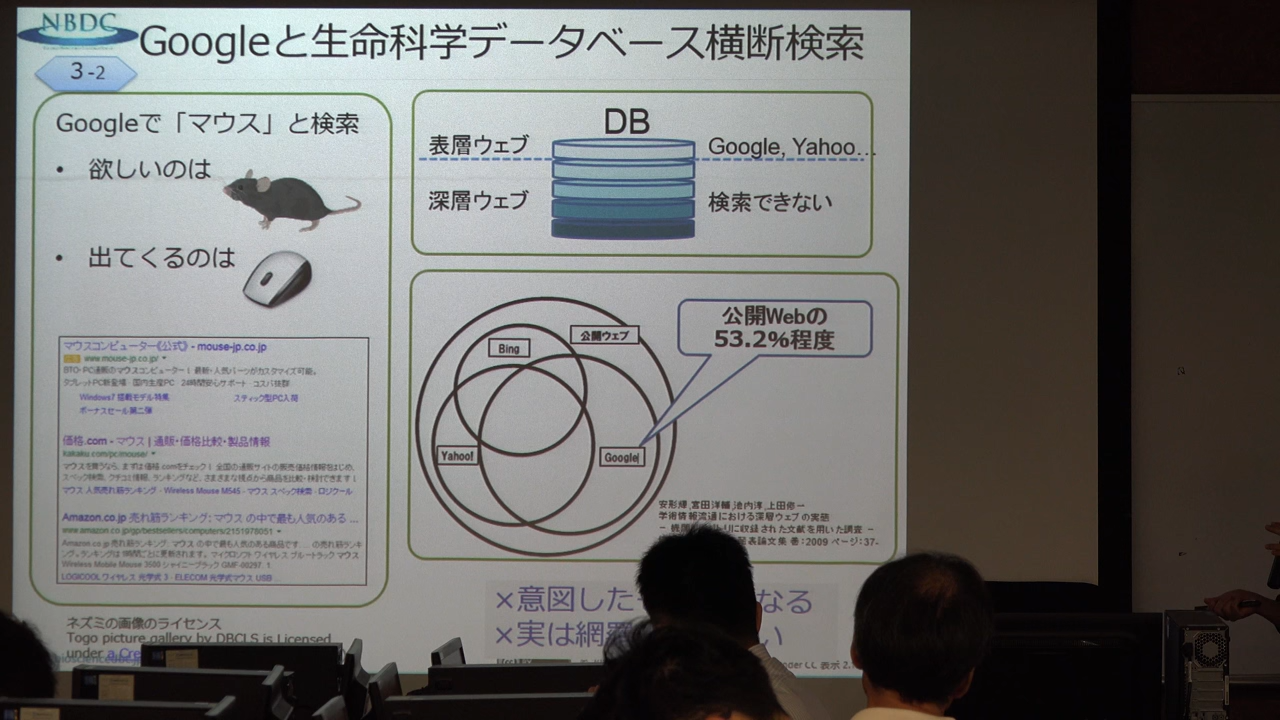 NBDC
Googleと生命科学データベース横断検索
3-2
Googleで「マウス」と検索
• 欲しいのは
• 出てくるのは
マウスコンピューター《公式》 - mouse-jp.co.jp
www.mouse-jp.co.jp/
BTO・PC通販のマウスコンピューター！最新・人気パーツがカスタマイズ可能。
タブレットPC新登場・国内生産PC・24時間安心サポート・コスパ抜群
Windows7 搭載モデル特集 スティック型PC入荷
ボーナスセール第二弾
価格.com - マウス | 通販・価格比較・製品情報
kakaku.com/pc/mouse/
マウスを買うなら、まずは価格.comをチェック！全国の通販サイトの販売価格情報をはじめ、
スペック検索、クチコミ情報、ランキングなど、さまざまな視点から商品を比較・検討できます！
マウス 人気売れ筋ランキング - Wireless Mouse M545 - マウス スペック検索 - ロジクール
Amazon.co.jp 売れ筋ランキング: マウス の中で最も人気のある ...
www.amazon.co.jp/gp/bestsellers/computers/2151978051
Amazon.co.jp 売れ筋ランキング. マウス の中で最も人気のある商品です. ... の売れ筋ランキ
ング。ランキングは1時間ごとに更新されます。マイクロソフト ワイヤレス ブルートラック マウス
Wireless Mobile Mouse 3500 シャイニーブラック GMF-00297. 1.
LOGICOOL ワイヤレス 光学式 3 - ELECOM 光学式マウス USB
ネズミの画像のライセンス
Togo picture gallery by DBCLS is Licensed
under a Cre
DB
表層ウェブ Google, Yahoo…
深層ウェブ 検索できない
公開Webの
53.2%程度
公開ウェブ
Bing
Yahoo!
Google
安形輝,宮田洋輔,池内淳,上田修一
学術情報流通における深層ウェブの実態
収録された文献を用いた調査 -
表論文集 巻:2009 ページ:37-
×意図した なる
×実は網 い
nder CC 表示 2.